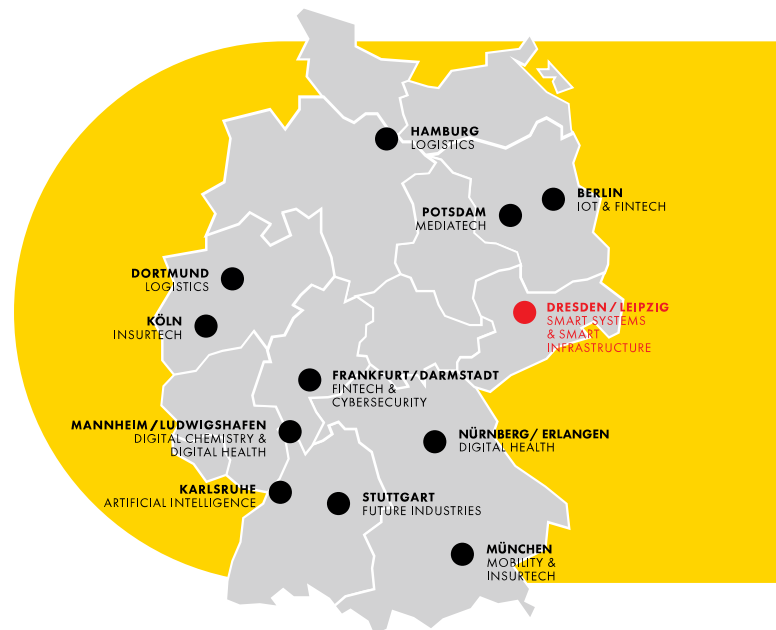 HAMBURG
LOGISTICS
BERLIN
IOT & FINTECH
POTSDAM
MEDIATECH
DORTMUND
LOGISTICS
KÖLN
INSURTECH
DRESDEN / LEIPZIG
SMART SYSTEMS
& SMART
INFRASTRUCTURE
FRANKFURT/DARMSTADT
FINTECH &
CYBERSECURITY
MANNHEIM/LUDWIGSHAFEN
DIGITAL CHEMISTRY &
DIGITAL HEALTH
NÜRNBERG/ ERLANGEN
DIGITAL HEALTH
KARLSRUHE
ARTIFICIAL INTELLIGENCE
STUTTGART
FUTURE INDUSTRIES
MÜNCHEN
MOBILITY &
INSURTECH